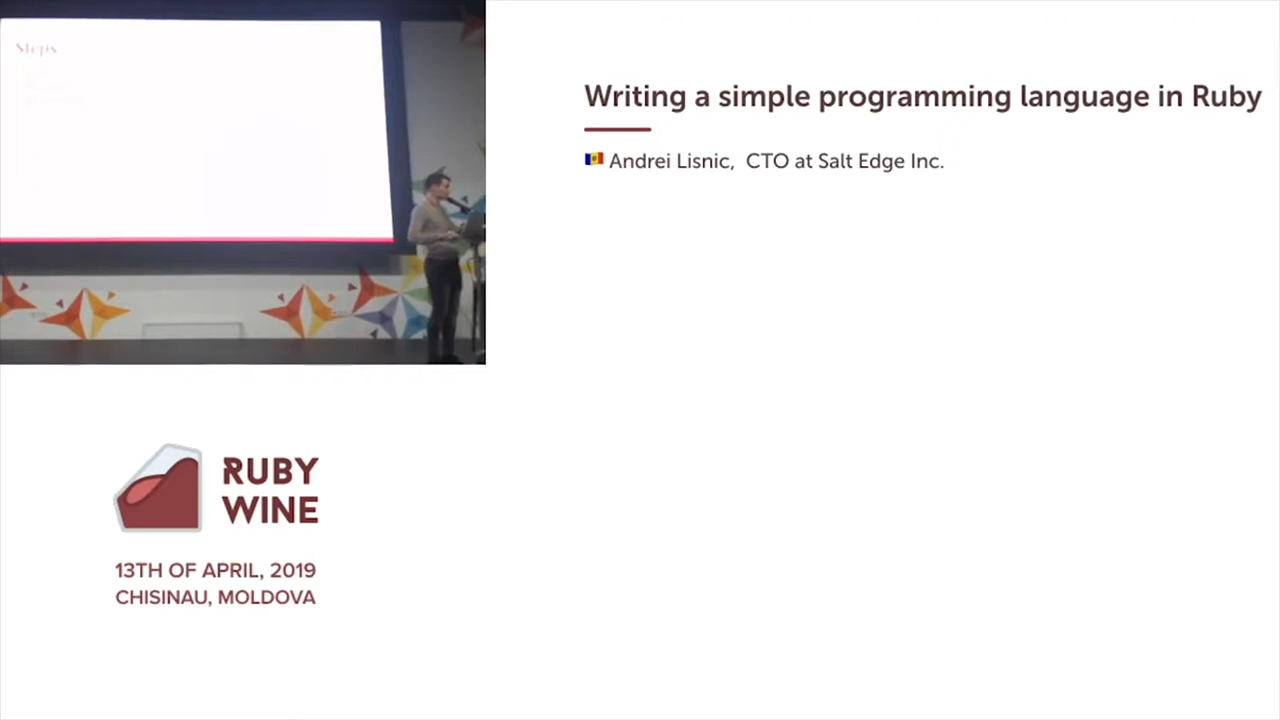 Steps
Writing a simple programming language in Ruby
Andrei Lisnic, CTO at Salt Edge Inc.
RUBY
WINE
13TH OF APRIL, 2019
CHISINAU, MOLDOVA